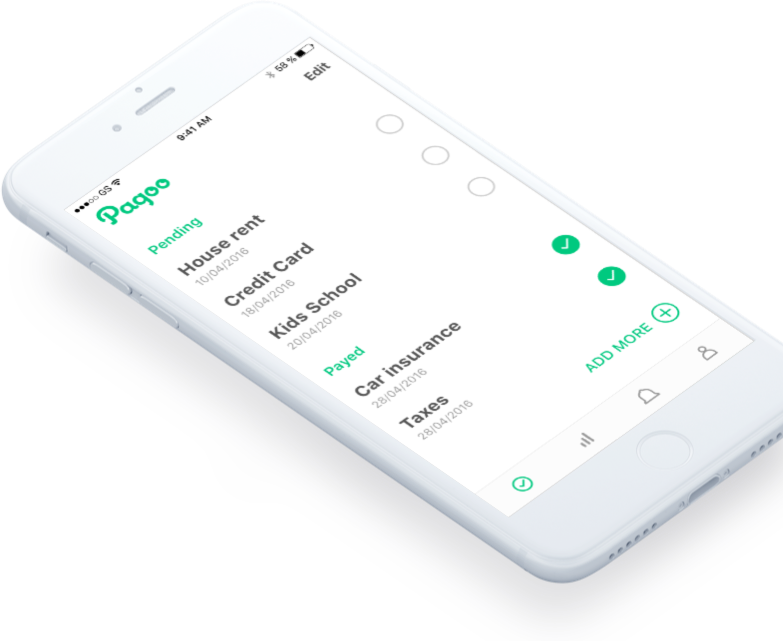 GS
9:41 AM
58 %
Paqoo
Edit
Pending
House rent
10/04/2016
Credit Card
18/04/2016
Kids School
20/04/2016
Payed
Car insurance
28/04/2016
Taxes
28/04/2016
ADD MORE